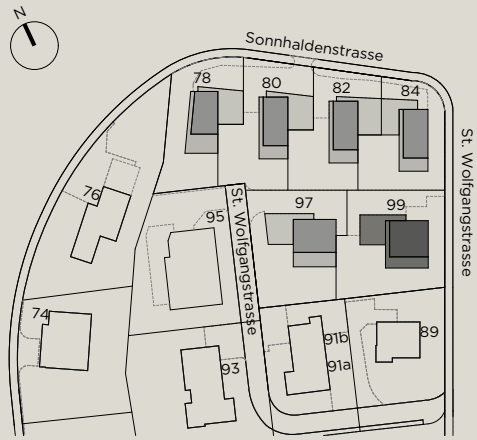 N
Sonnhaldenstrasse
78
80
82
84
St. Wolfgangstrasse
76
95
St. Wolfgangstrasse
97
99
74
93
91b
91a
89